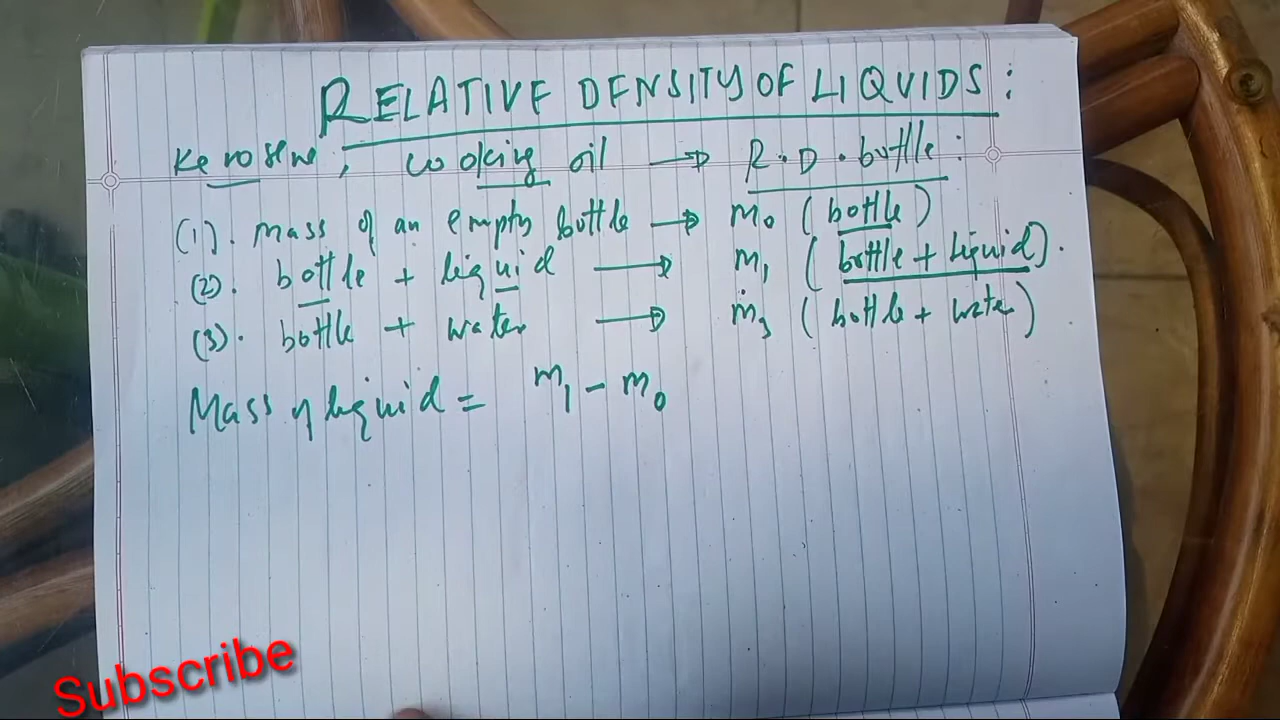 RELATIVE DENSITY OF LIQUIDS :
Kerosene, cooking oil → R.D. bottle :
(1). Mass of an empty bottle → m₀ (bottle)
(2). bottle + liquid → m₁ (bottle + liquid).
(3). bottle + water → m₃ (bottle + water)
Mass of liquid = m₁ - m₀
Subscribe